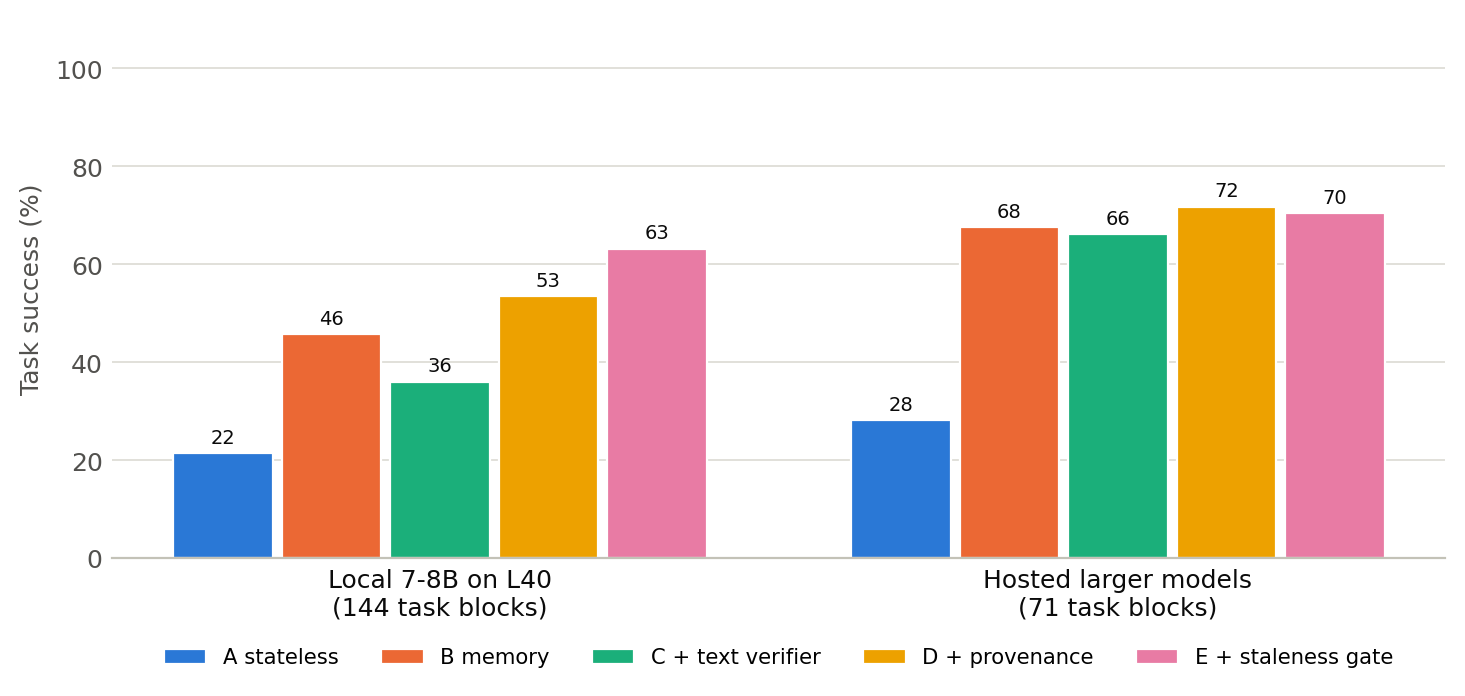 100
80
60
40
20
0
Task success (%)
22
46
36
53
63
28
68
66
72
70
Local 7-8B on L40
(144 task blocks)
Hosted larger models
(71 task blocks)
A stateless
B memory
C + text verifier
D + provenance
E + staleness gate